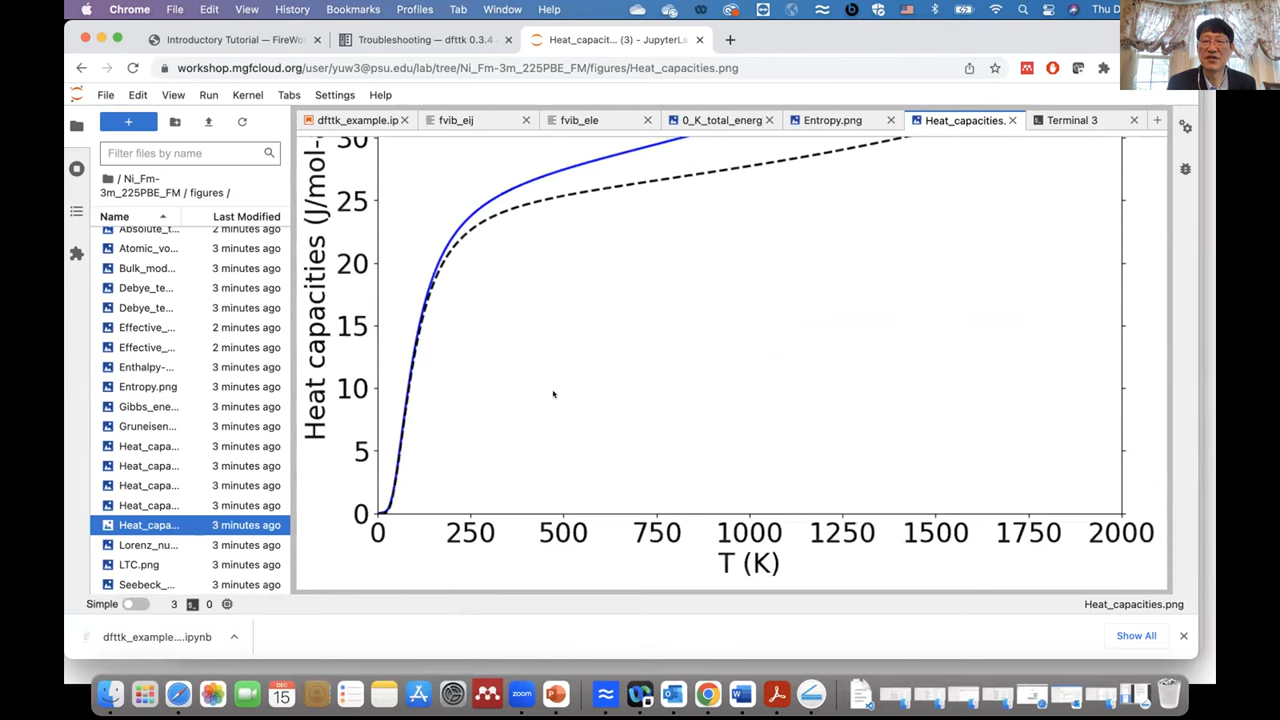 Chrome File Edit View History Bookmarks Profiles Tab Window Help Thu D
Introductory Tutorial — FireWo
Troubleshooting — dfttk 0.3.4
Heat_capacit... (3) - JupyterLa
workshop.mgfcloud.org/user/yuw3@psu.edu/lab/tree/Ni_Fm-3m_225PBE_FM/figures/Heat_capacities.png
File Edit View Run Kernel Tabs Settings Help
dfttk_example.ip
fvib_eij
fvib_ele
0_K_total_energ
Entropy.png
Heat_capacities.
Terminal 3
Filter files by name
/ Ni_Fm-
3m_225PBE_FM / figures /
Name Last Modified
Absolute_t... 2 minutes ago
Atomic_vo... 3 minutes ago
Bulk_mod... 3 minutes ago
Debye_te... 3 minutes ago
Debye_te... 3 minutes ago
Effective_... 2 minutes ago
Effective_... 2 minutes ago
Enthalpy-... 3 minutes ago
Entropy.png 3 minutes ago
Gibbs_ene... 3 minutes ago
Gruneisen... 3 minutes ago
Heat_capa... 3 minutes ago
Heat_capa... 3 minutes ago
Heat_capa... 3 minutes ago
Heat_capa... 3 minutes ago
Heat_capa... 3 minutes ago
Lorenz_nu... 3 minutes ago
LTC.png 3 minutes ago
Seebeck_... 3 minutes ago
Heat capacities (J/mol-
30
25
20
15
10
5
0
0 250 500 750 1000 1250 1500 1750 2000
T (K)
Simple 3 0 Heat_capacities.png
dfttk_example....ipynb
Show All
DEC
15
zoom